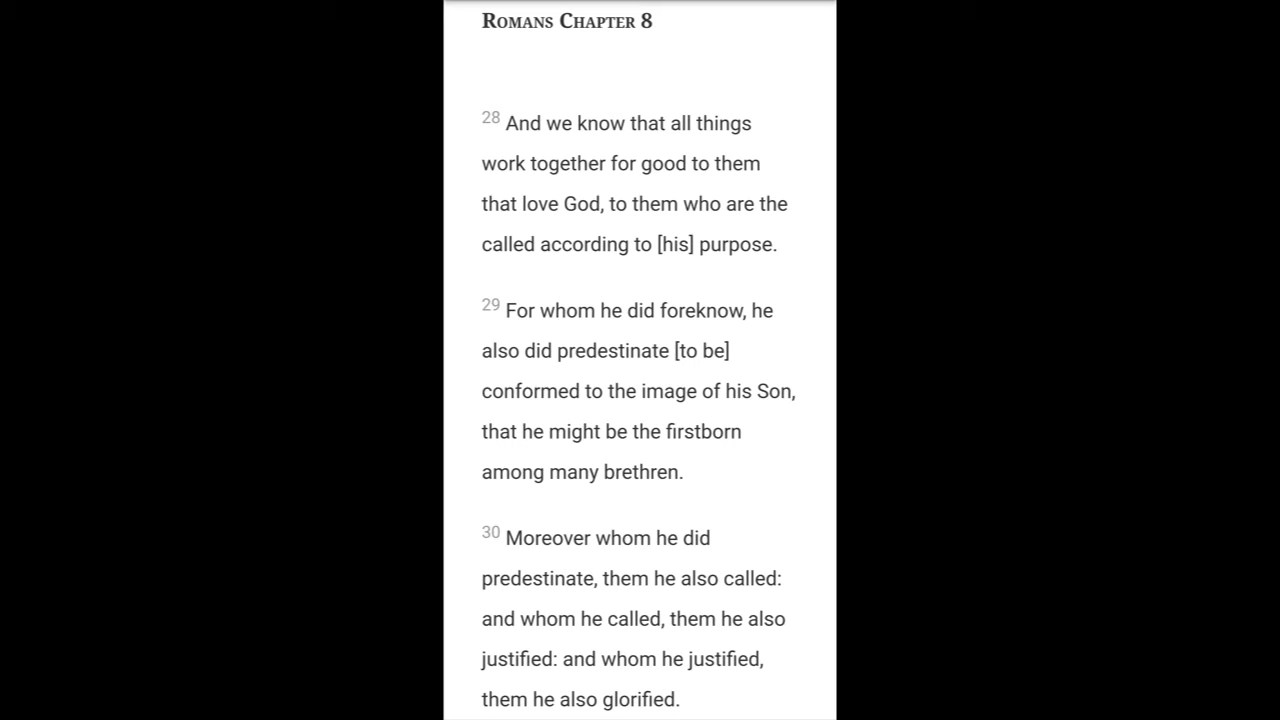 Romans Chapter 8
28 And we know that all things
work together for good to them
that love God, to them who are the
called according to [his] purpose.
29 For whom he did foreknow, he
also did predestinate [to be]
conformed to the image of his Son,
that he might be the firstborn
among many brethren.
30 Moreover whom he did
predestinate, them he also called:
and whom he called, them he also
justified: and whom he justified,
them he also glorified.